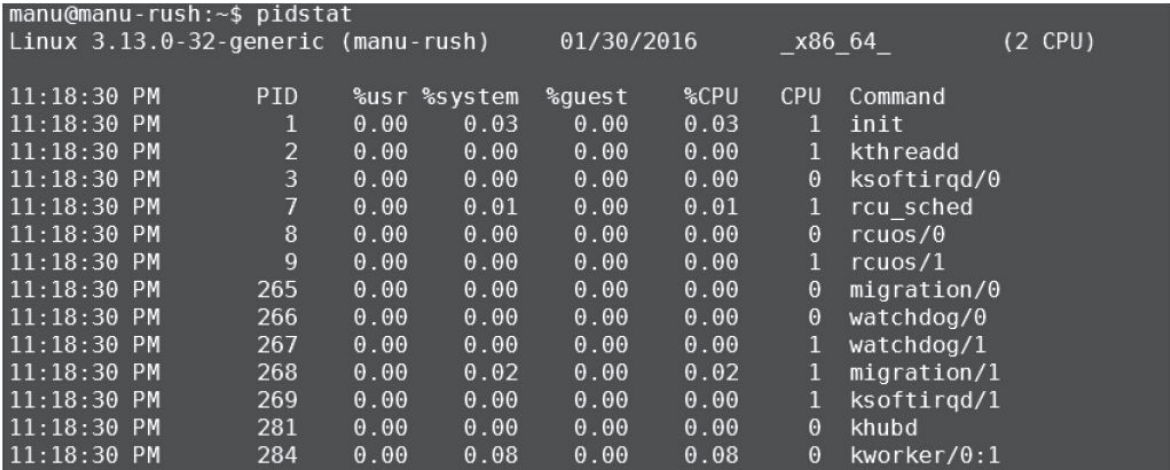 manu@manu-rush:~$ pidstat
Linux 3.13.0-32-generic (manu-rush) 01/30/2016 _x86_64_ (2 CPU)
11:18:30 PM PID %usr %system %guest %CPU CPU Command
11:18:30 PM 1 0.00 0.03 0.00 0.03 1 init
11:18:30 PM 2 0.00 0.00 0.00 0.00 1 kthreadd
11:18:30 PM 3 0.00 0.00 0.00 0.00 0 ksoftirqd/0
11:18:30 PM 7 0.00 0.01 0.00 0.01 1 rcu_sched
11:18:30 PM 8 0.00 0.00 0.00 0.00 0 rcuos/0
11:18:30 PM 9 0.00 0.00 0.00 0.00 1 rcuos/1
11:18:30 PM 265 0.00 0.00 0.00 0.00 0 migration/0
11:18:30 PM 266 0.00 0.00 0.00 0.00 0 watchdog/0
11:18:30 PM 267 0.00 0.00 0.00 0.00 1 watchdog/1
11:18:30 PM 268 0.00 0.02 0.00 0.02 1 migration/1
11:18:30 PM 269 0.00 0.00 0.00 0.00 1 ksoftirqd/1
11:18:30 PM 281 0.00 0.00 0.00 0.00 0 khubd
11:18:30 PM 284 0.00 0.08 0.00 0.08 0 kworker/0:1